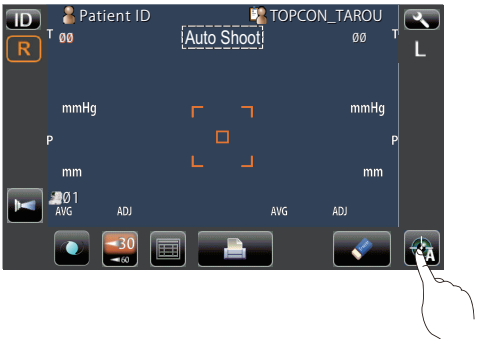 ID Patient ID TOPCON_TAROU
T 00 Auto Shoot 00 T
R L
mmHg mmHg
P P
mm mm
01
AVG ADJ AVG ADJ
30
60
A